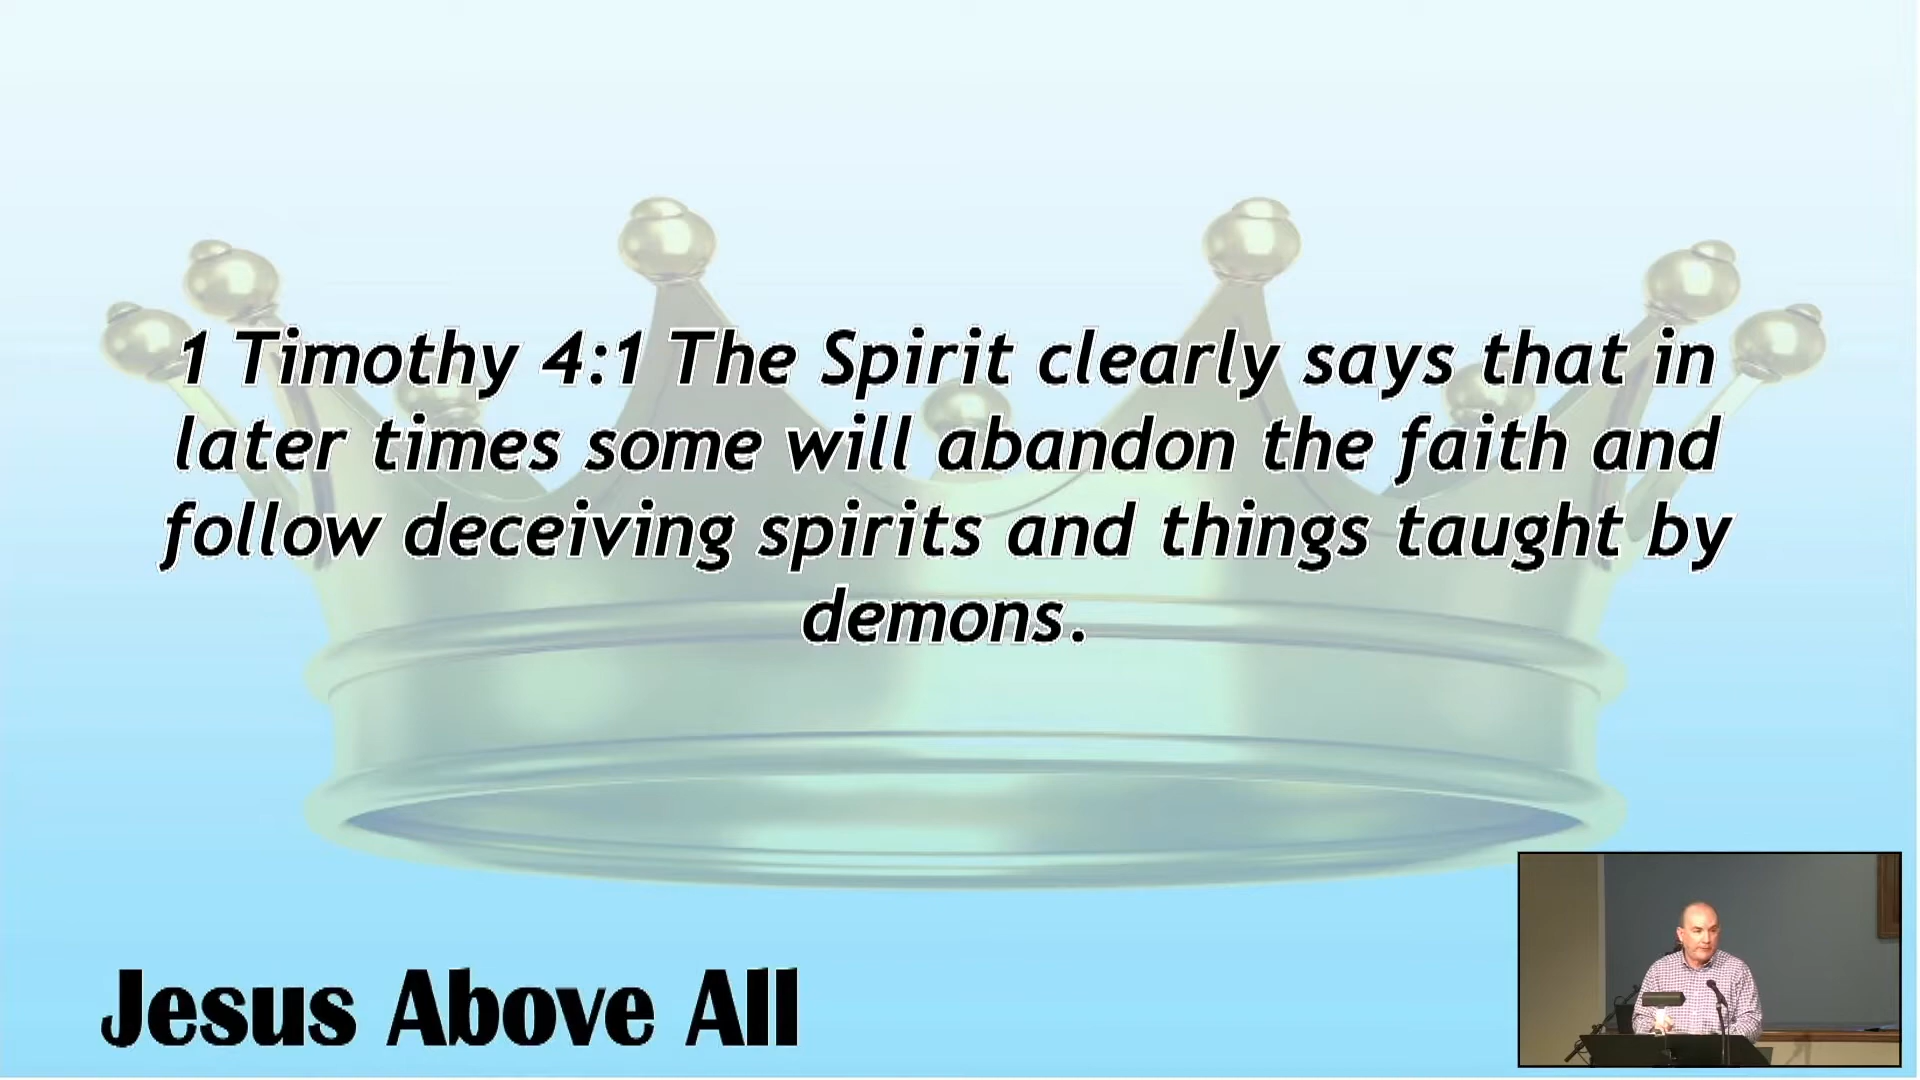 1 Timothy 4:1 The Spirit clearly says that in
later times some will abandon the faith and
follow deceiving spirits and things taught by
demons.
Jesus Above All